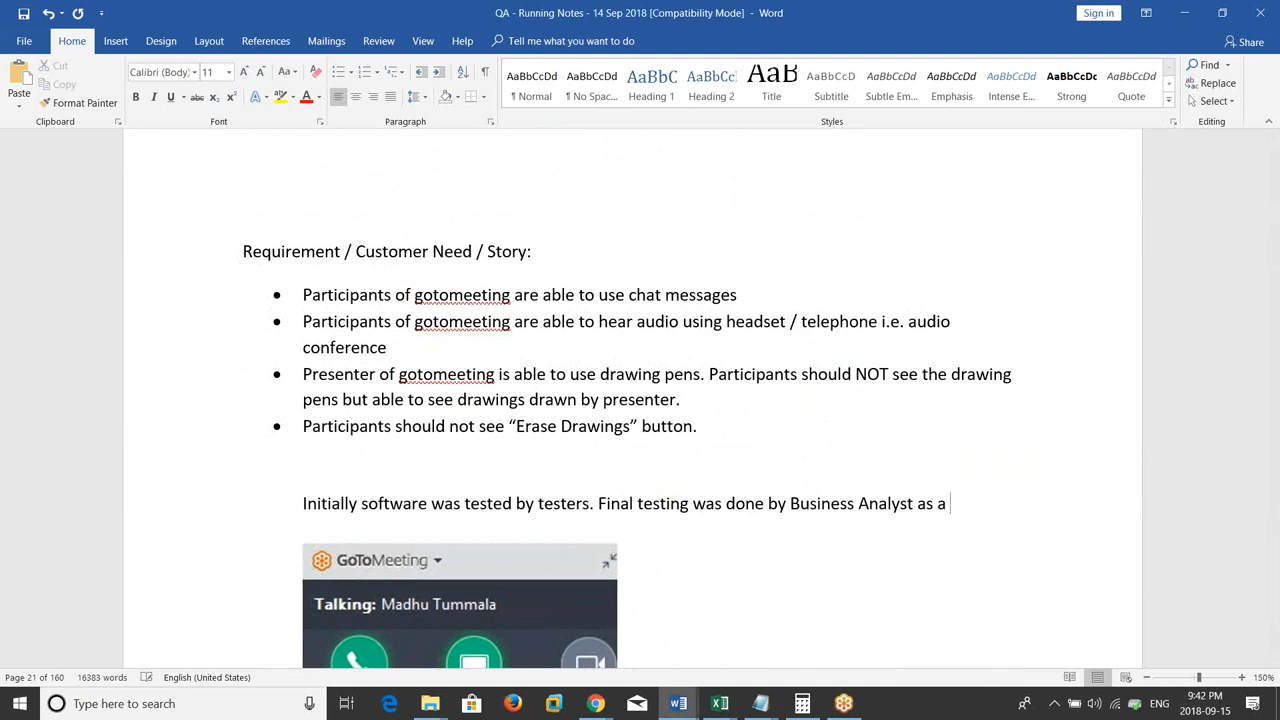 QA - Running Notes - 14 Sep 2018 [Compatibility Mode] - Word
Sign in
File Home Insert Design Layout References Mailings Review View Help Tell me what you want to do Share
Paste
Cut
Copy
Format Painter
Clipboard
Calibri (Body) 11
Font
Paragraph
AaBbCcDd AaBbCcDd AaBbC AaBbCc AaB AaBbCcD AaBbCcDd AaBbCcDd AaBbCcDd AaBbCcDc AaBbCcDd
¶ Normal ¶ No Spac... Heading 1 Heading 2 Title Subtitle Subtle Em... Emphasis Intense E... Strong Quote
Styles
Find
Replace
Select
Editing
Requirement / Customer Need / Story:
• Participants of gotomeeting are able to use chat messages
• Participants of gotomeeting are able to hear audio using headset / telephone i.e. audio
conference
• Presenter of gotomeeting is able to use drawing pens. Participants should NOT see the drawing
pens but able to see drawings drawn by presenter.
• Participants should not see “Erase Drawings” button.
Initially software was tested by testers. Final testing was done by Business Analyst as a
GoToMeeting
Talking: Madhu Tummala
Page 21 of 160 16383 words English (United States) 150%
Type here to search
ENG
9:42 PM
2018-09-15